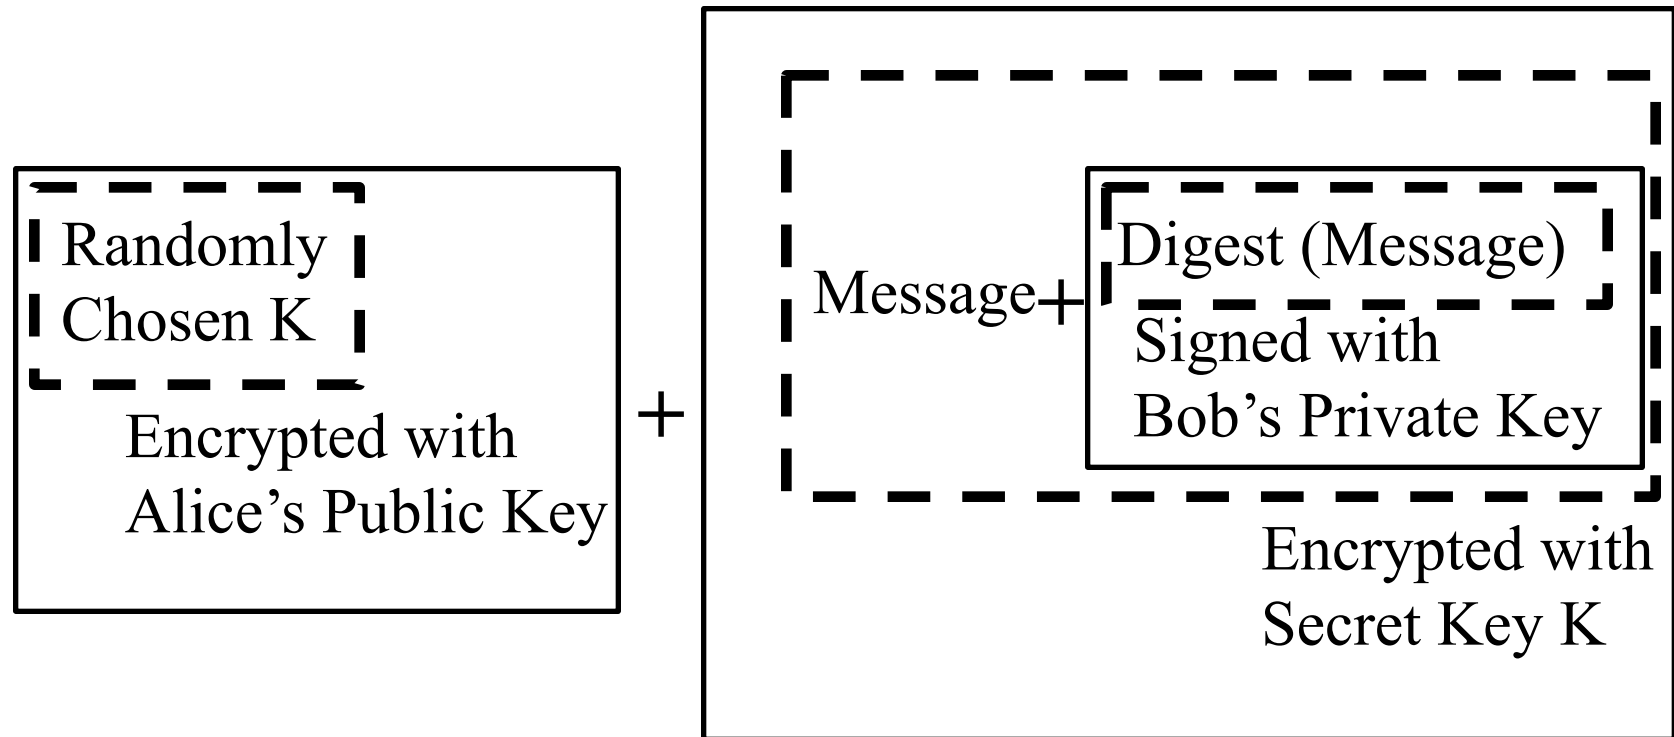 Randomly
Chosen K
Encrypted with
Alice’s Public Key
+
Message+
Digest (Message)
Signed with
Bob’s Private Key
Encrypted with
Secret Key K